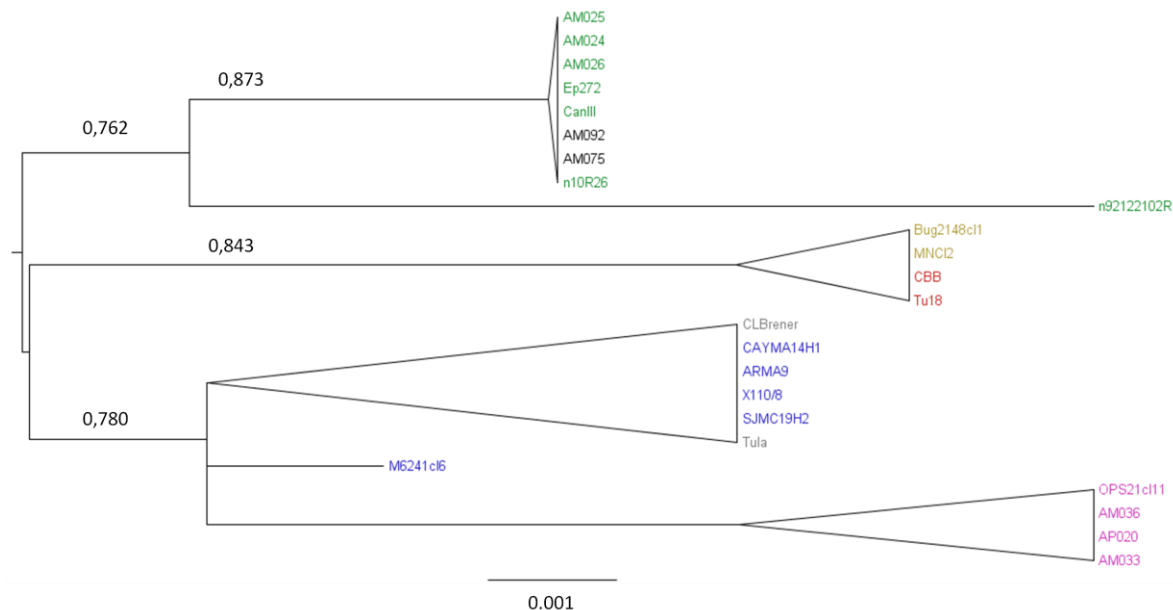 AM025
AM024
AM026
0,873
Ep272
CanIII
0,762
AM092
AM075
n10R26
n92122102R
Bug2148cl1
0,843
MNCl2
CBB
Tu18
CLBrener
CAYMA14H1
ARMA9
X110/8
SJMC19H2
0,780
Tula
M6241cl6
OPS21cl11
AM036
AP020
AM033
0.001